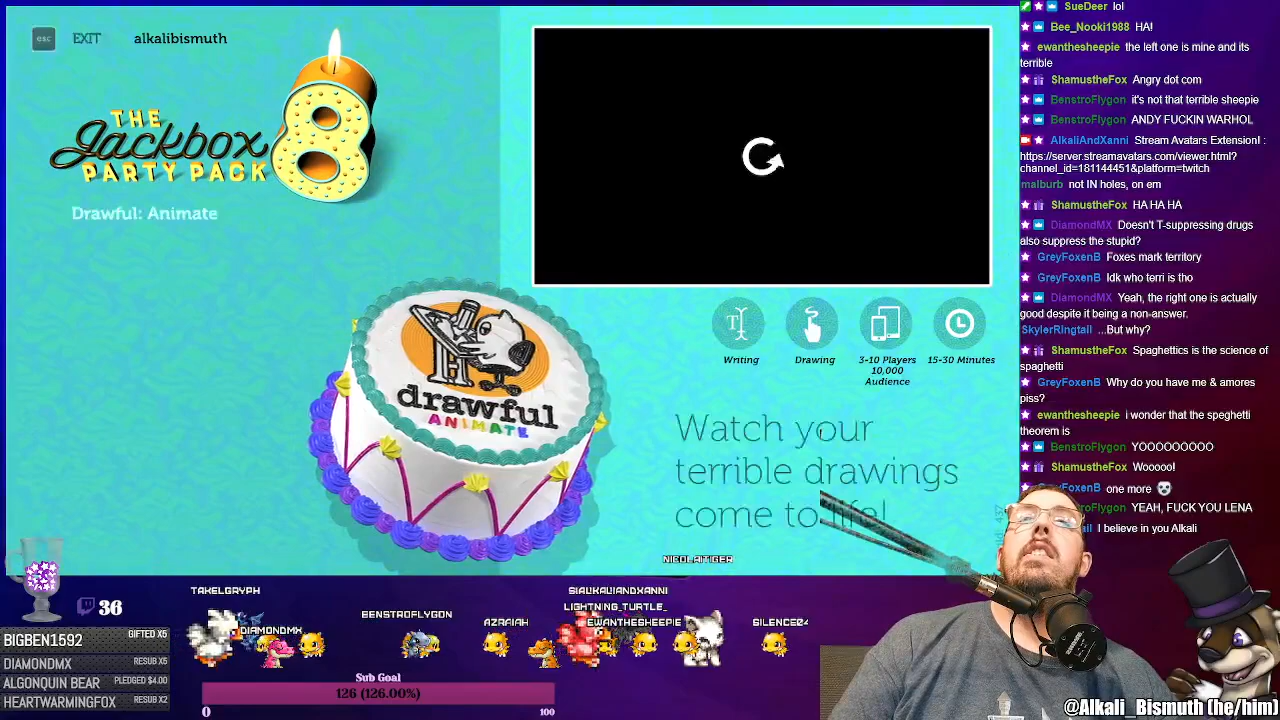 esc EXIT alkalibismuth
THE
Jackbox
PARTY PACK
8
Drawful: Animate
drawful
ANIMATE
Writing
Drawing
3-10 Players
10,000
Audience
15-30 Minutes
Watch your
terrible drawings
come to life!
NICOLAITIGER
SueDeer lol
Bee_Nooki1988 HA!
ewanthesheepie the left one is mine and its
terrible
ShamustheFox Angry dot com
BenstroFlygon it's not that terrible sheepie
BenstroFlygon ANDY FUCKIN WARHOL
AlkaliAndXanni Stream Avatars Extension! :
https://server.streamavatars.com/viewer.html?
channel_id=181144451&platform=twitch
malburb not IN holes, on em
ShamustheFox HA HA HA
DiamondMX Doesn't T-suppressing drugs
also suppress the stupid?
GreyFoxenB Foxes mark territory
GreyFoxenB Idk who teri is tho
DiamondMX Yeah, the right one is actually
good despite it being a non-answer.
SkylerRIngtail ...But why?
ShamustheFox Spaghettics is the science of
spaghetti
GreyFoxenB Why do you have me & amores
piss?
ewanthesheepie i wonder that the speghetti
theorem is
BenstroFlygon YOOOOOOOOO
ShamustheFox Wooooo!
GreyFoxenB one more
YEAH, FUCK YOU LENA
I believe in you Alkali
36
BIGBEN1592 GIFTED X5
DIAMONDMX RESUB X5
ALGONQUIN BEAR PLEDGED $4.00
HEARTWARMINGFOX RESUB X2
TAKELGRYPH
DIAMONDMX
BENSTROFLYGON
AZRAIAH
LIGHTNING_TURTLE_
EWANTHESHEEPIE
SILENCE04
Sub Goal
126 (126.00%)
0 100
@Alkali_Bismuth (he/him)